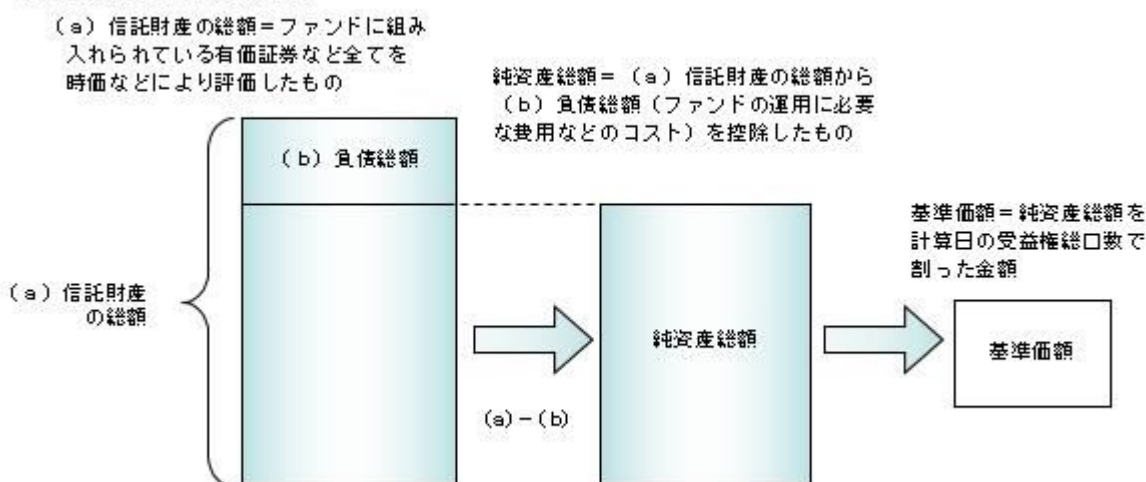 (a)信託財産の総額=ファンドに組み
入れられている有価証券など全てを
時価などにより評価したもの
純資産総額=(a)信託財産の総額から
(b)負債総額(ファンドの運用に必要
な費用などのコスト)を控除したもの
(b)負債総額
基準価額=純資産総額を
計算日の受益権総口数で
割った金額
(a)信託財産
の総額
純資産総額
基準価額
(a)-(b)